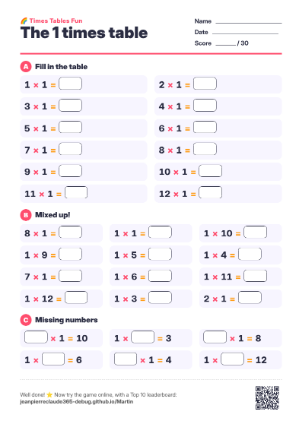 🌈 Times Tables Fun
The 1 times table
Name
Date
Score ______ / 30
A Fill in the table
1 × 1 =
2 × 1 =
3 × 1 =
4 × 1 =
5 × 1 =
6 × 1 =
7 × 1 =
8 × 1 =
9 × 1 =
10 × 1 =
11 × 1 =
12 × 1 =
B Mixed up!
8 × 1 =
1 × 1 =
1 × 10 =
1 × 9 =
1 × 5 =
1 × 4 =
7 × 1 =
1 × 6 =
1 × 11 =
1 × 12 =
1 × 3 =
2 × 1 =
C Missing numbers
× 1 = 10
1 × = 3
× 1 = 8
1 × = 6
× 1 = 4
1 × = 12
Well done! ⭐ Now try the game online, with a Top 10 leaderboard:
jeanpierreclaude365-debug.github.io/Martin